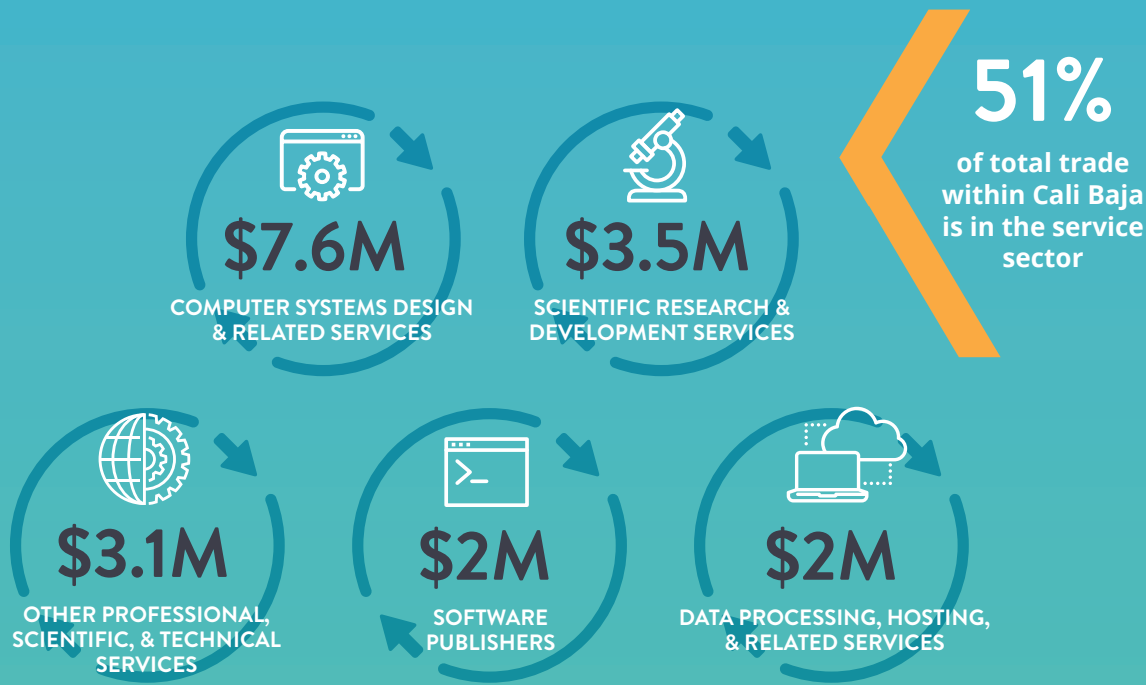 51%
of total trade
within Cali Baja
is in the service
sector
$7.6M
COMPUTER SYSTEMS DESIGN
& RELATED SERVICES
$3.5M
SCIENTIFIC RESEARCH &
DEVELOPMENT SERVICES
$3.1M
OTHER PROFESSIONAL,
SCIENTIFIC, & TECHNICAL
SERVICES
$2M
SOFTWARE
PUBLISHERS
$2M
DATA PROCESSING, HOSTING,
& RELATED SERVICES